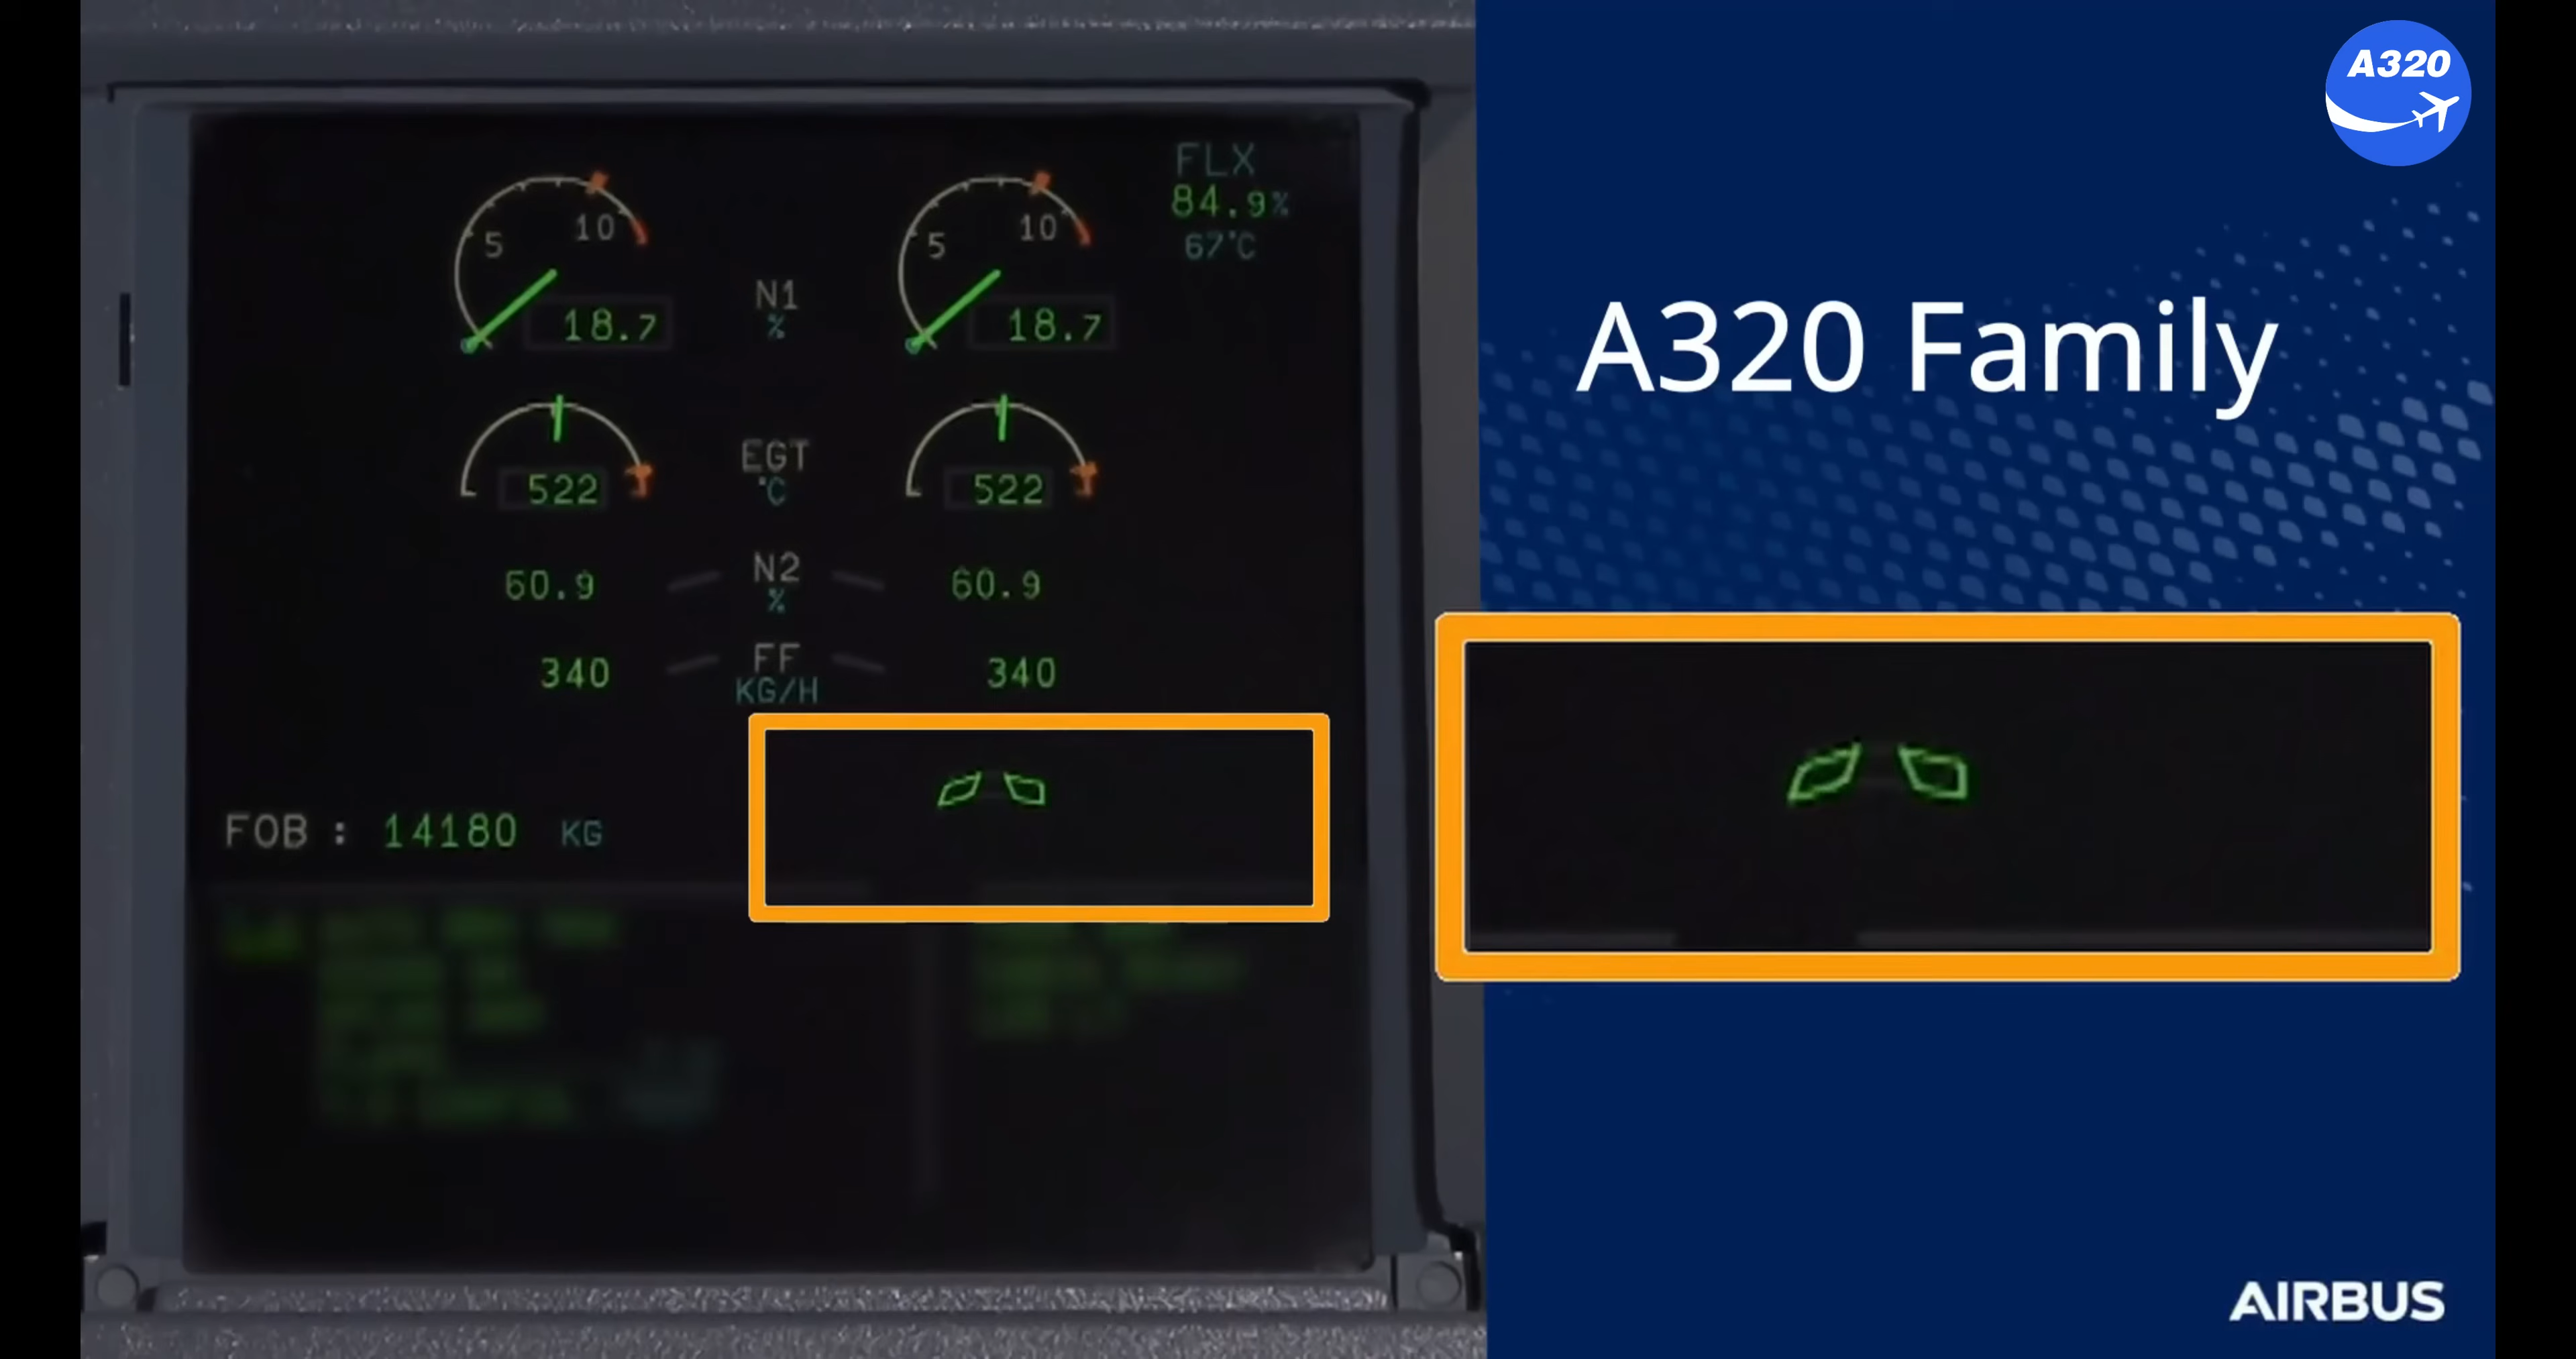 FLX
84.9%
67°C
5 10
5 10
18.7
N1
%
18.7
522
EGT
°C
522
60.9
N2
%
60.9
340
FF
KG/H
340
FOB : 14180 KG
A320
A320 Family
AIRBUS